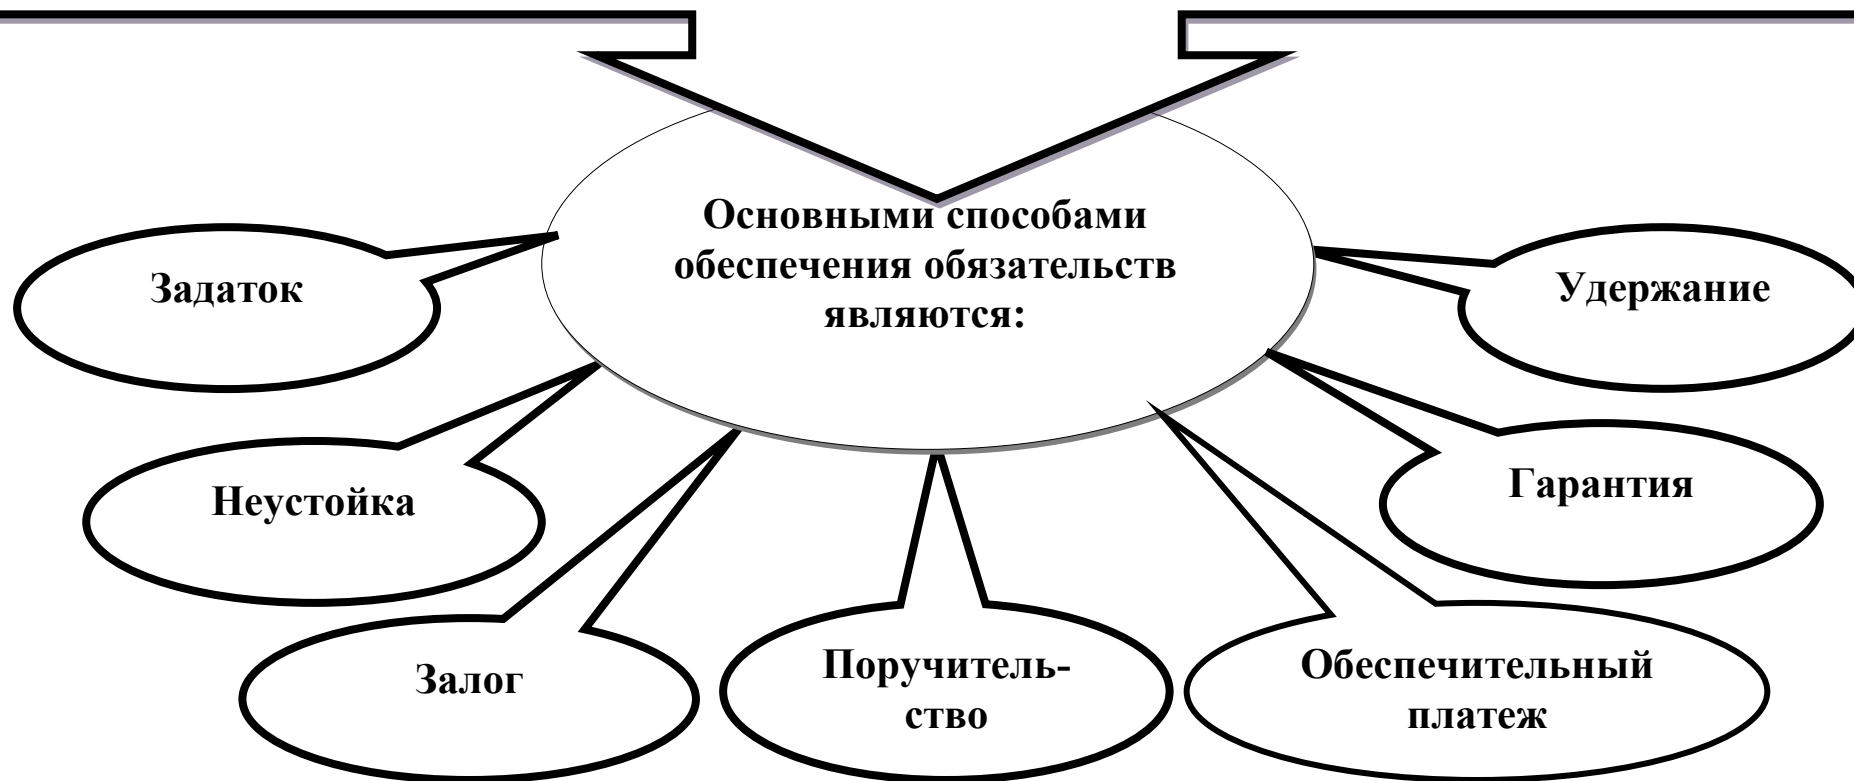 Основными способами
обеспечения обязательств
являются:
Задаток
Удержание
Неустойка
Гарантия
Залог
Поручитель-
ство
Обеспечительный
платеж